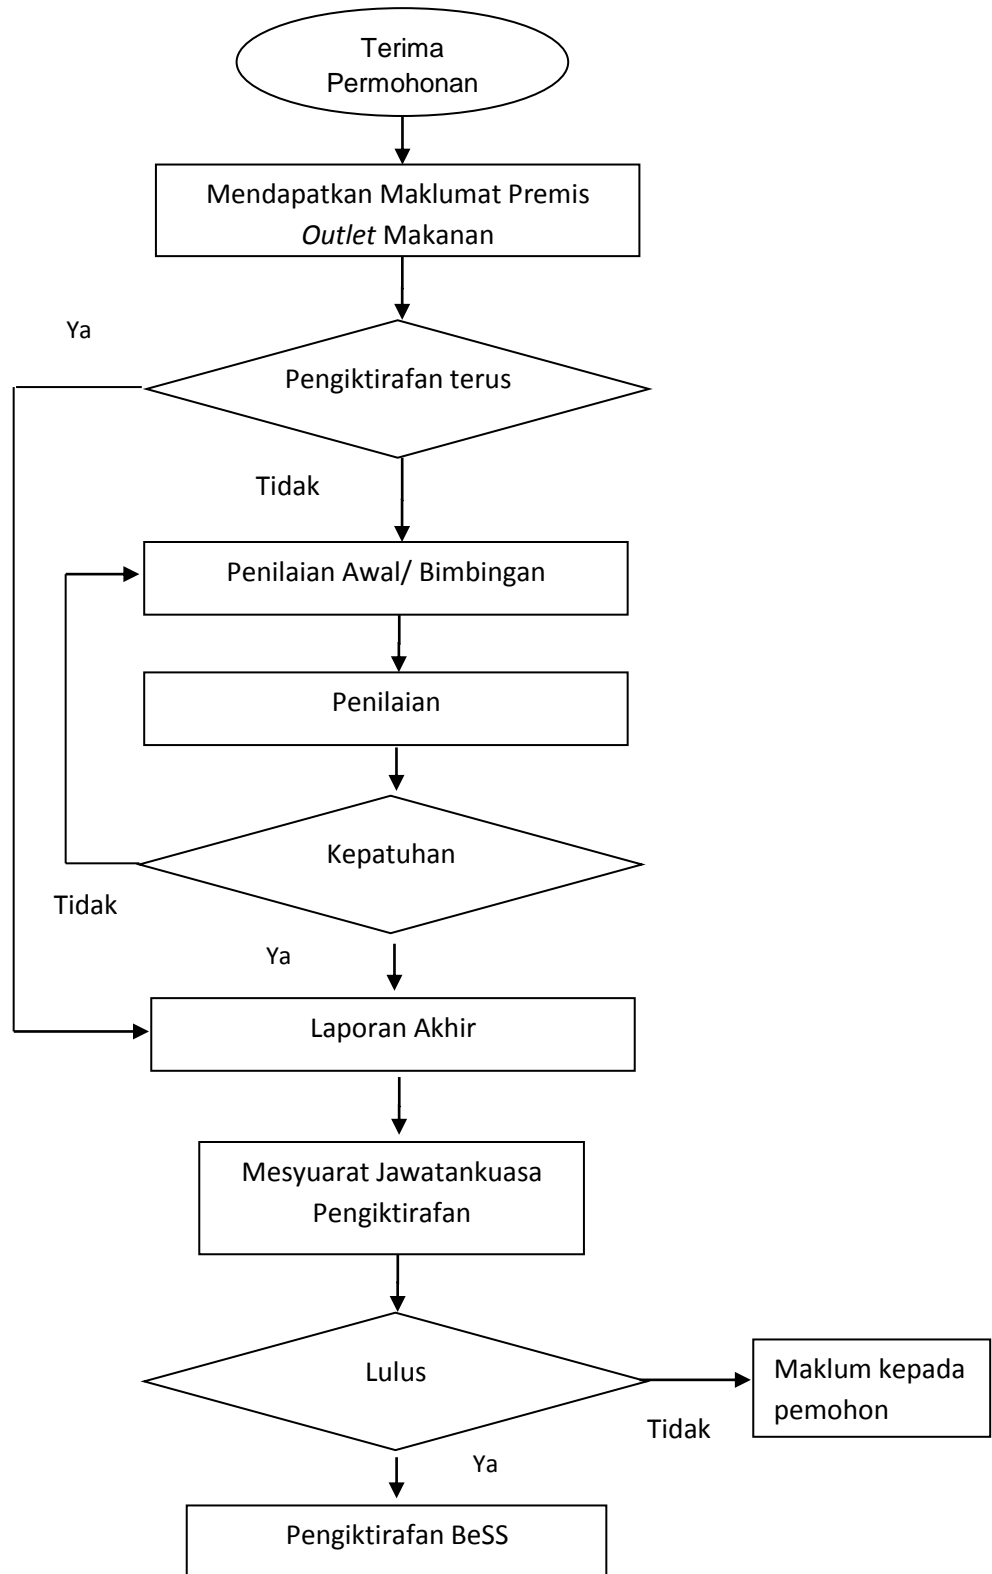 Terima
Permohonan
Mendapatkan Maklumat Premis
Outlet Makanan
Ya
Pengiktirafan terus
Tidak
Penilaian Awal/ Bimbingan
Penilaian
Kepatuhan
Tidak
Ya
Laporan Akhir
Mesyuarat Jawatankuasa
Pengiktirafan
Lulus
Maklum kepada
pemohon
Tidak
Ya
Pengiktirafan BeSS